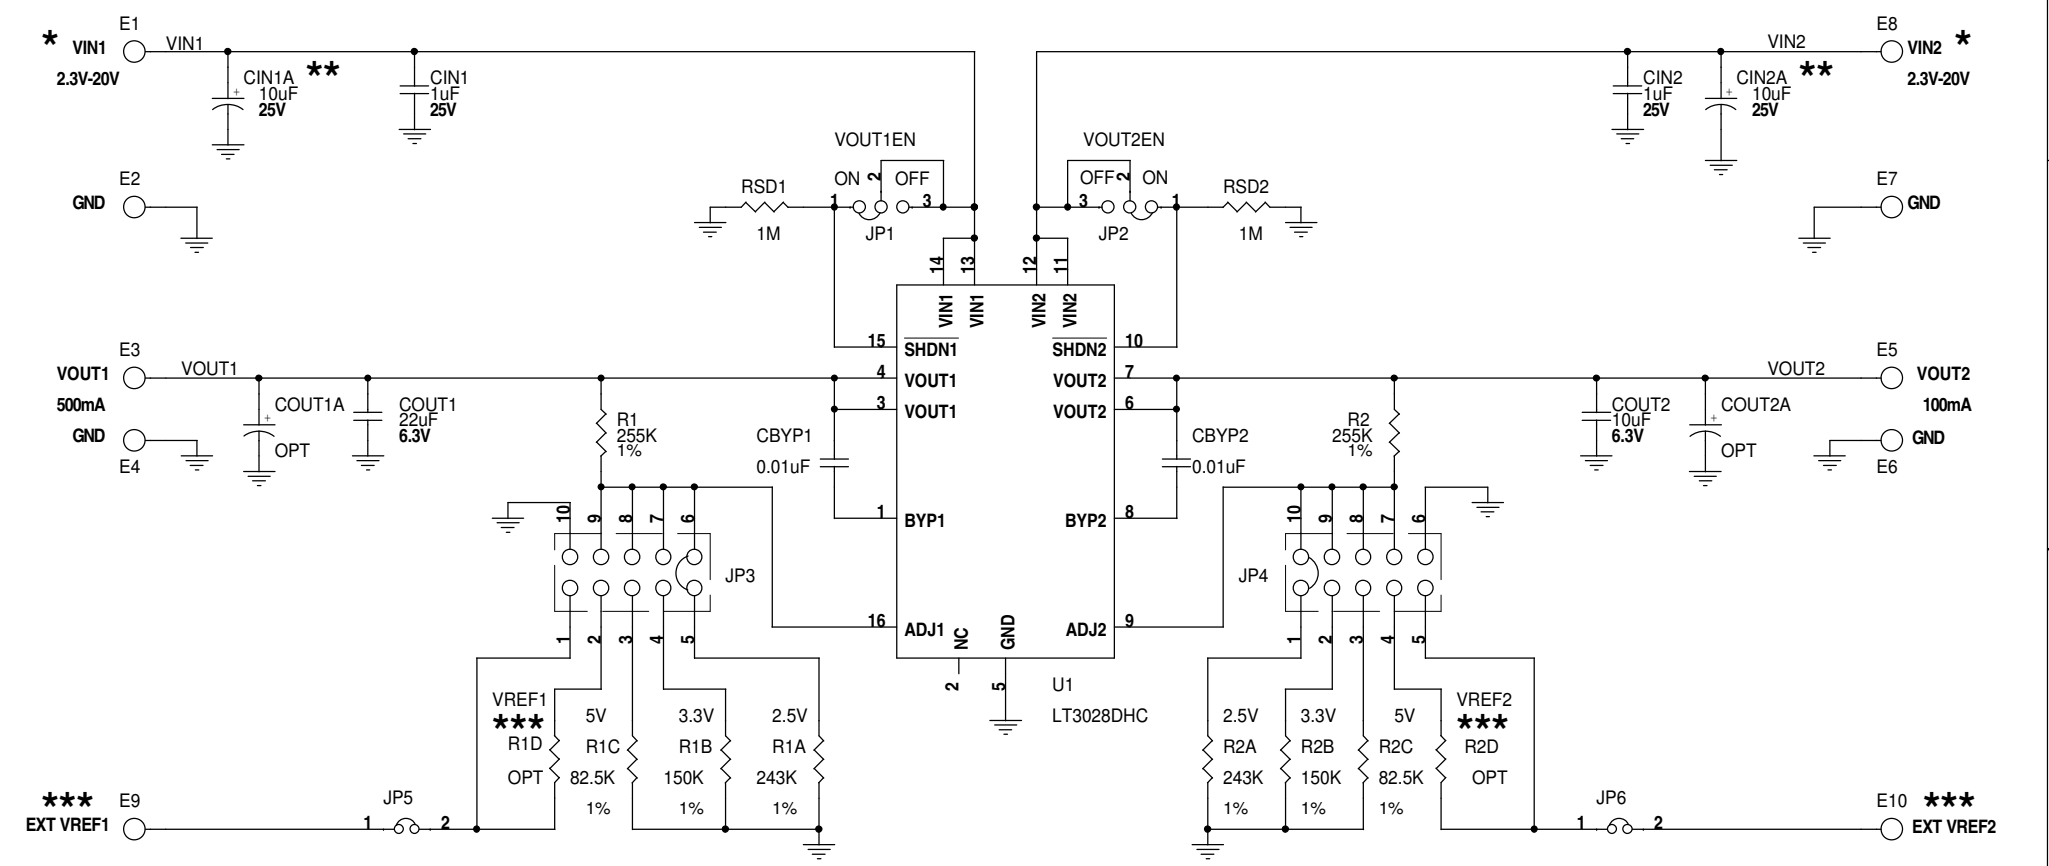 E1
* VIN1
VIN1
2.3V-20V
CIN1A **
10uF
25V
+
CIN1
1uF
25V
E2
GND
VOUT1EN
ON 2 OFF
RSD1
1 3
1M
JP1
VOUT2EN
OFF 2 ON
RSD2
3 1
JP2
1M
CIN2
1uF
25V
VIN2
CIN2A **
10uF
25V
+
E8
VIN2 *
2.3V-20V
E7
GND
14 13 12 11
VIN1 VIN1 VIN2 VIN2
15 SHDN1 SHDN2 10
4 VOUT1 VOUT2 7
3 VOUT1 VOUT2 6
1 BYP1 BYP2 8
16 ADJ1 ADJ2 9
NC GND
2 5
U1
LT3028DHC
E3
VOUT1
VOUT1
500mA
GND
E4
COUT1A
+
OPT
COUT1
22uF
6.3V
R1
255K
1%
CBYP1
0.01uF
CBYP2
0.01uF
R2
255K
1%
COUT2
10uF
6.3V
COUT2A
+
OPT
VOUT2
E5
VOUT2
100mA
GND
E6
10 9 8 7 6
JP3
1 2 3 4 5
10 9 8 7 6
JP4
1 2 3 4 5
VREF1
***
R1D
OPT
5V
R1C
82.5K
1%
3.3V
R1B
150K
1%
2.5V
R1A
243K
1%
2.5V
R2A
243K
1%
3.3V
R2B
150K
1%
5V
R2C
82.5K
1%
VREF2
***
R2D
OPT
*** E9
EXT VREF1
JP5
1 2
JP6
1 2
E10 ***
EXT VREF2